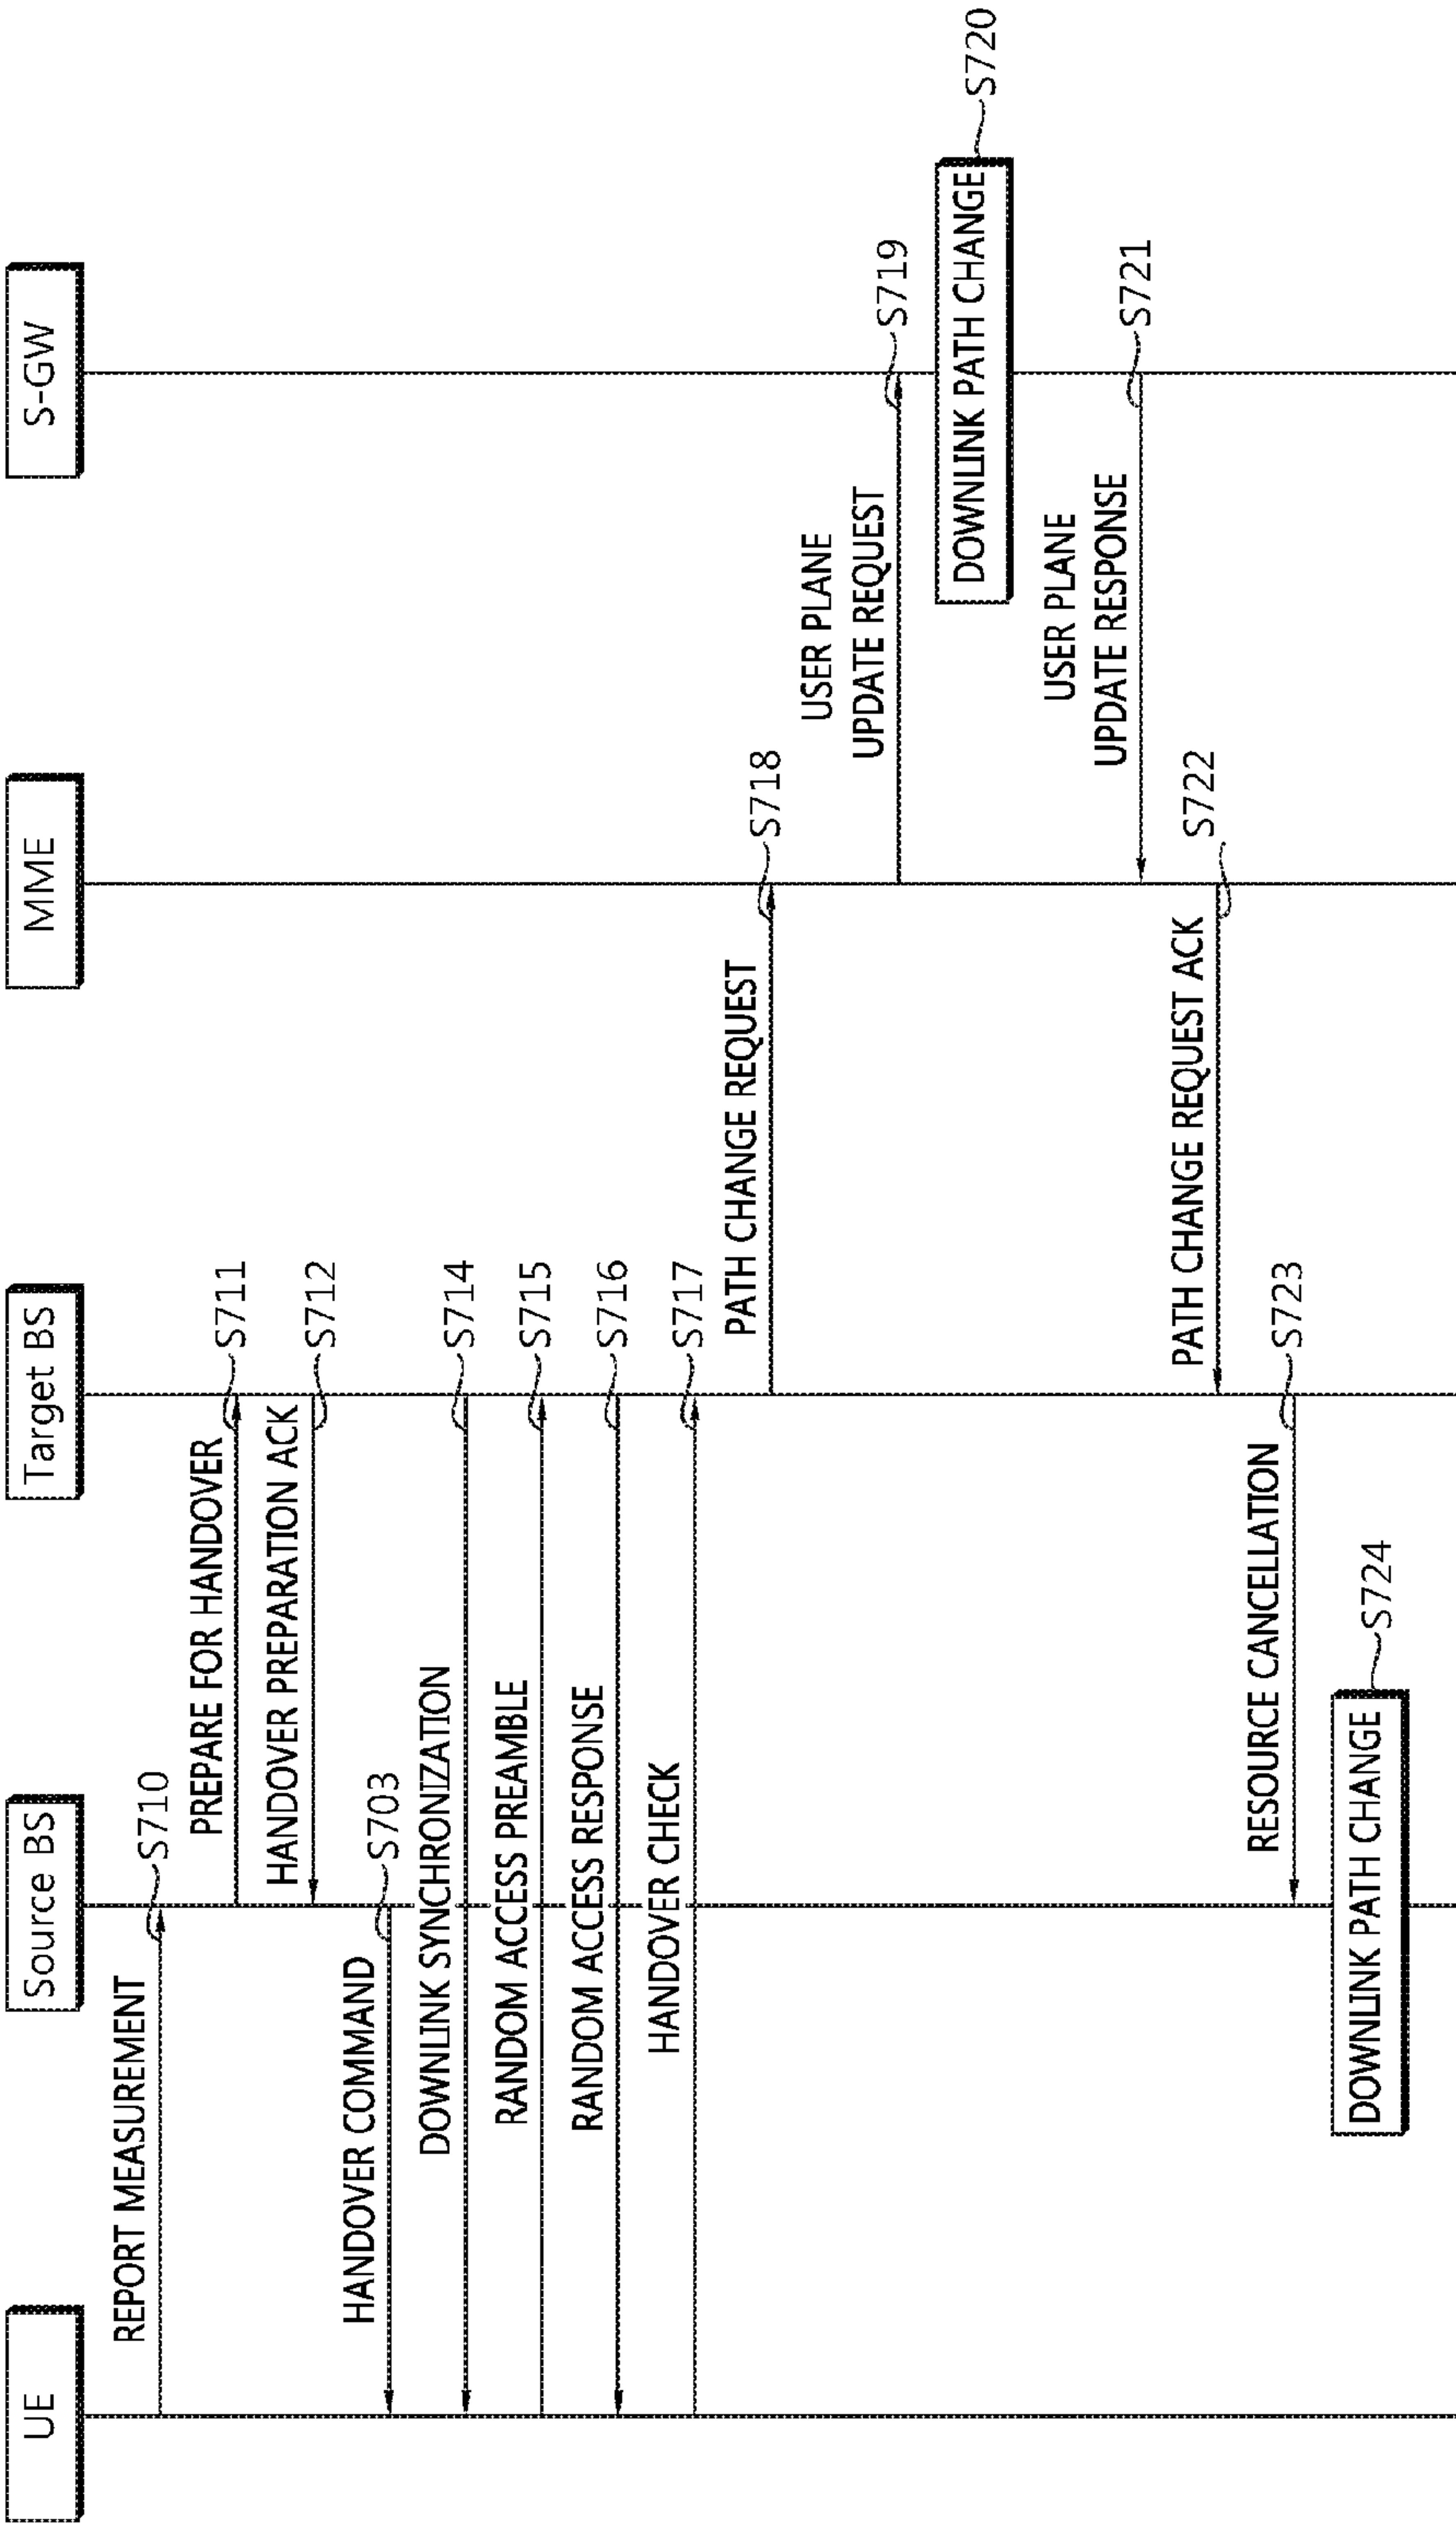 UE
Source BS
Target BS
MME
S-GW
REPORT MEASUREMENT
S710
PREPARE FOR HANDOVER
S711
HANDOVER PREPARATION ACK
S712
HANDOVER COMMAND
S703
DOWNLINK SYNCHRONIZATION
S714
RANDOM ACCESS PREAMBLE
S715
RANDOM ACCESS RESPONSE
S716
HANDOVER CHECK
S717
PATH CHANGE REQUEST
S718
USER PLANE
UPDATE REQUEST
S719
DOWNLINK PATH CHANGE
S720
USER PLANE
UPDATE RESPONSE
S721
PATH CHANGE REQUEST ACK
S722
RESOURCE CANCELLATION
S723
DOWNLINK PATH CHANGE
S724